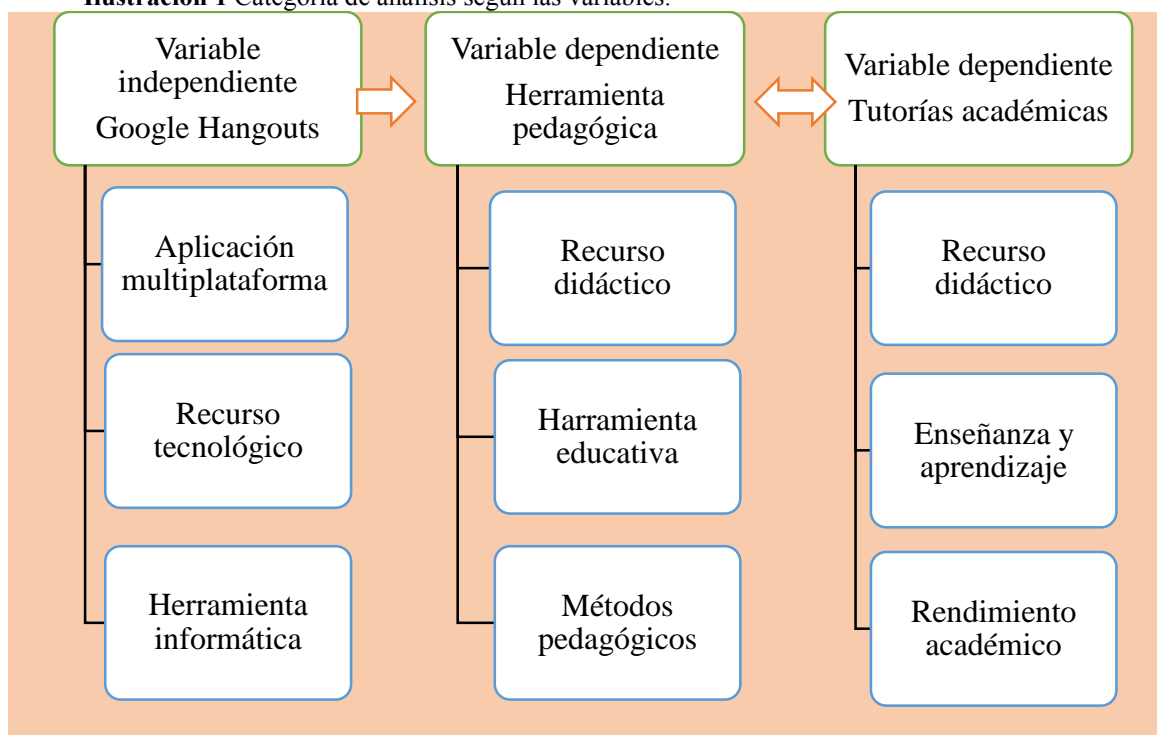 Ilustración 1 Categoría de análisis según las variables.
Variable
independiente
Google Hangouts
Aplicación
multiplataforma
Recurso
tecnológico
Herramienta
informática
Variable dependiente
Herramienta
pedagógica
Recurso
didáctico
Harramienta
educativa
Métodos
pedagógicos
Variable dependiente
Tutorías académicas
Recurso
didáctico
Enseñanza y
aprendizaje
Rendimiento
académico